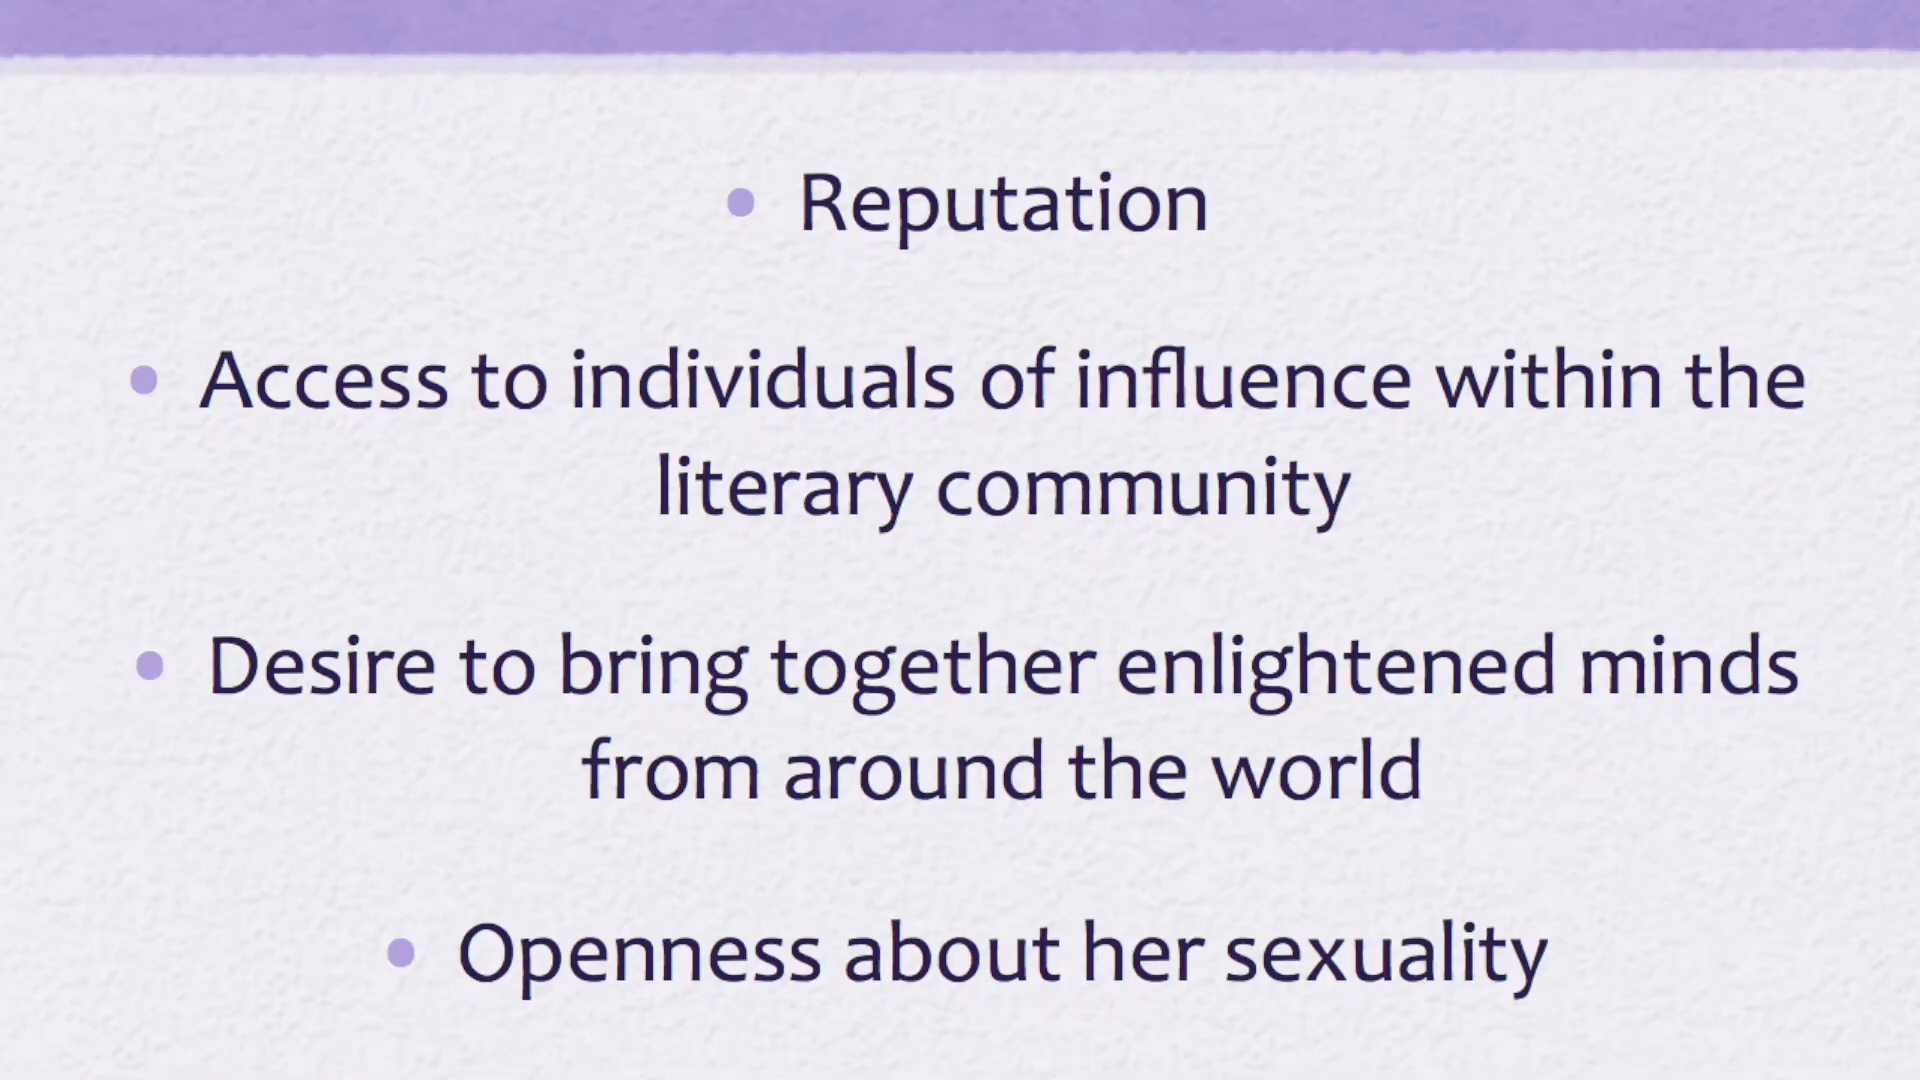 • Reputation
• Access to individuals of influence within the
literary community
• Desire to bring together enlightened minds
from around the world
• Openness about her sexuality